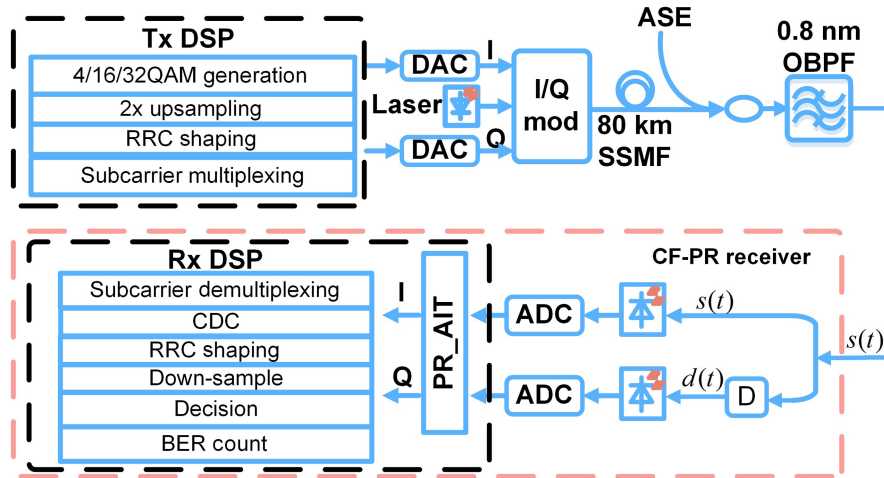 Tx DSP
4/16/32QAM generation
2x upsampling
RRC shaping
Subcarrier multiplexing
DAC
I
Laser
DAC
Q
I/Q
mod
ASE
80 km
SSMF
0.8 nm
OBPF
CF-PR receiver
Rx DSP
Subcarrier demultiplexing
CDC
RRC shaping
Down-sample
Decision
BER count
I
Q
PR_AIT
ADC
ADC
s(t)
d(t)
D
s(t)